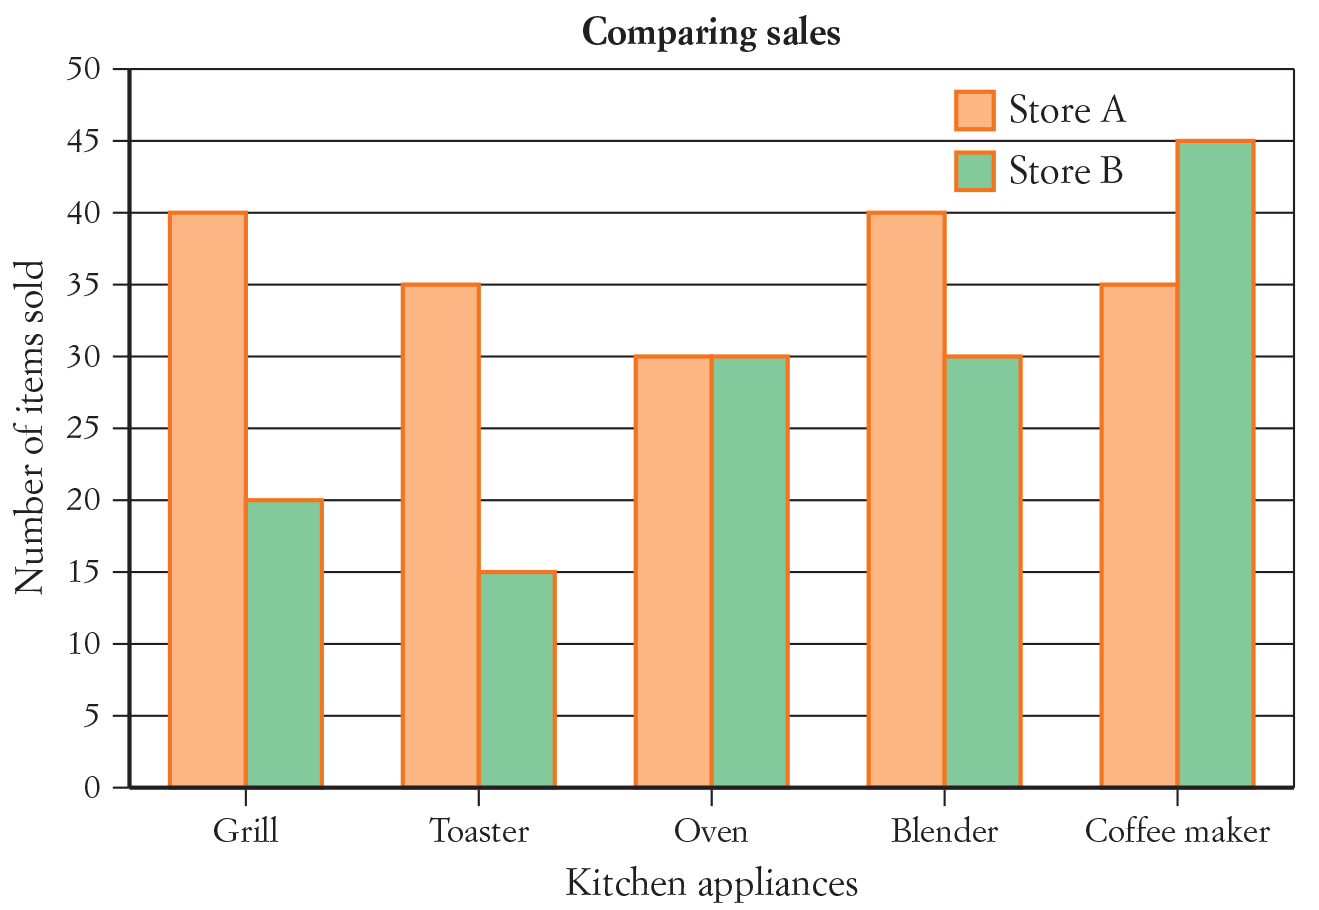 Comparing sales
Store A
Store B
Number of items sold
50
45
40
35
30
25
20
15
10
5
0
Grill Toaster Oven Blender Coffee maker
Kitchen appliances